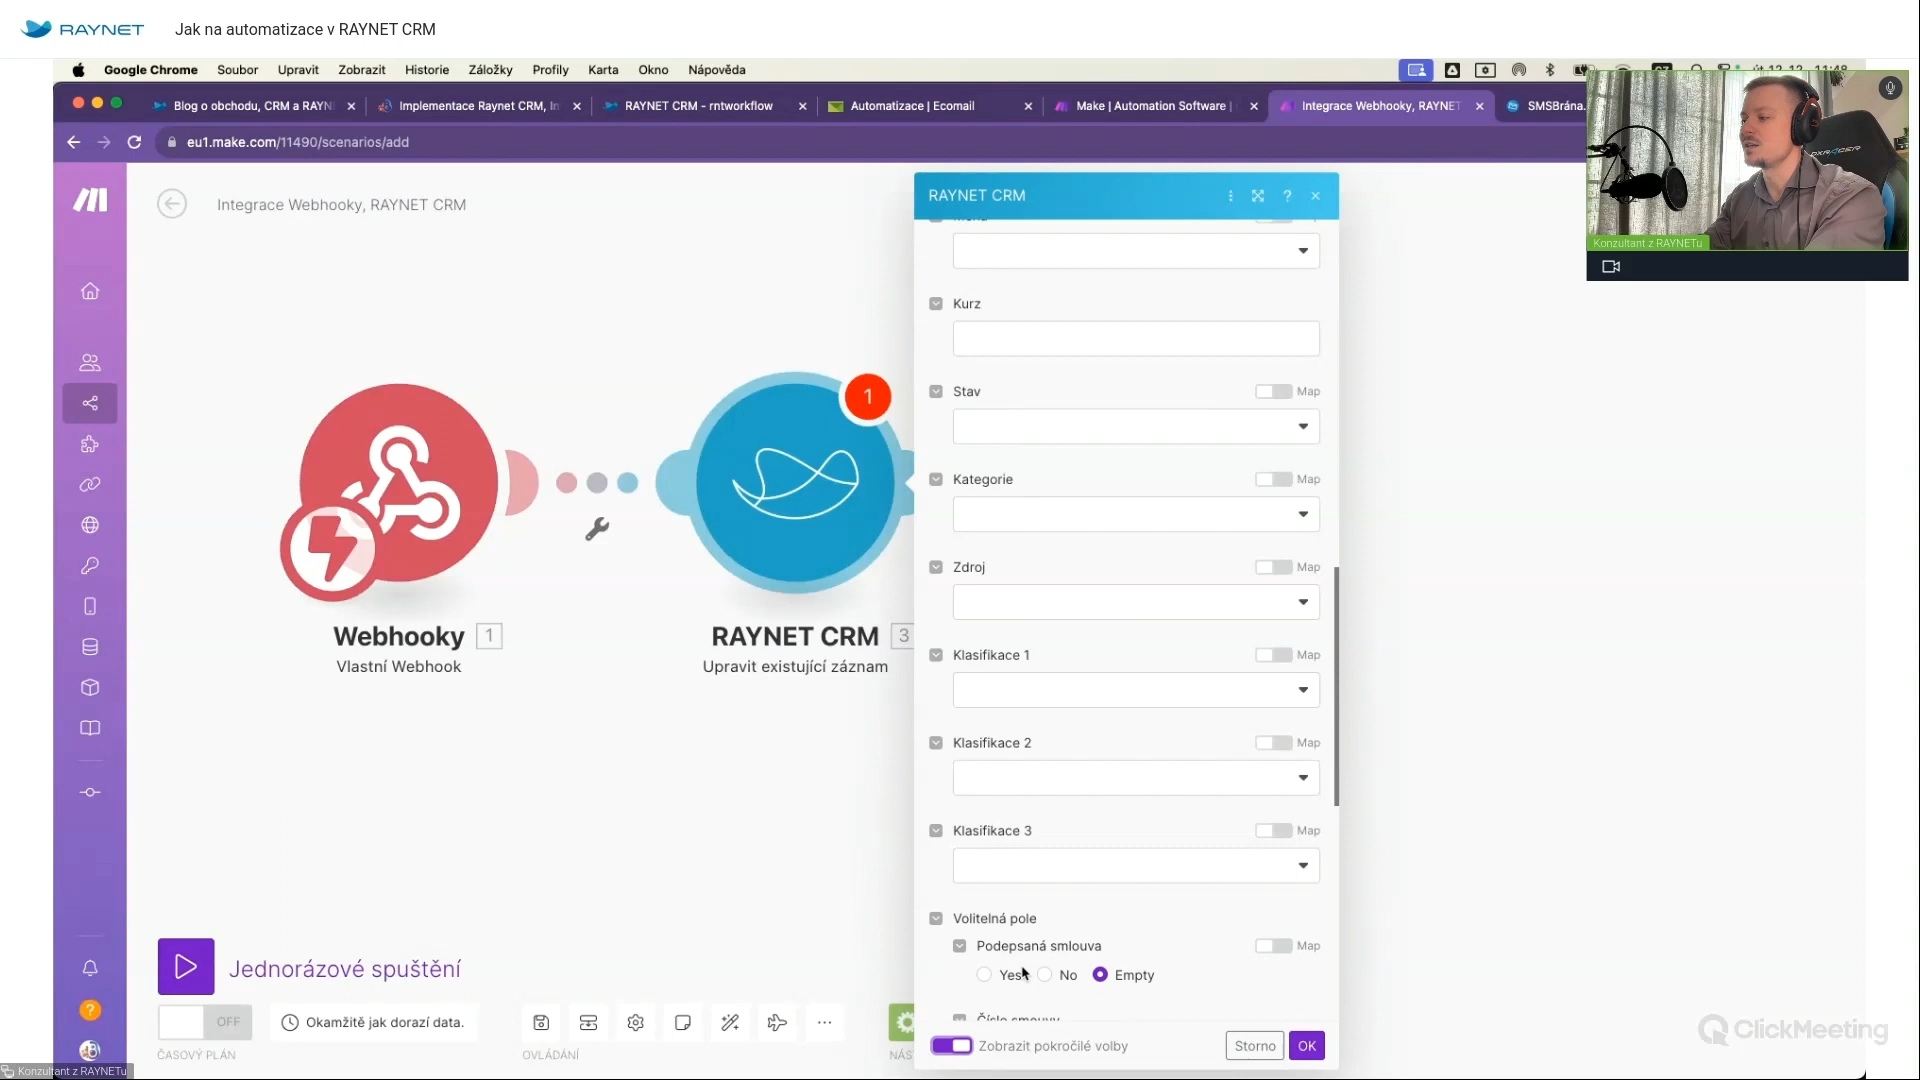 RAYNET
Jak na automatizace v RAYNET CRM
Google Chrome Soubor Upravit Zobrazit Historie Záložky Profily Karta Okno Nápověda
Blog o obchodu, CRM a RAYN
Implementace Raynet CRM, In
RAYNET CRM - rntworkflow
Automatizace | Ecomail
Make | Automation Software |
Integrace Webhooky, RAYNET
SMSBrána.
eu1.make.com/11490/scenarios/add
Integrace Webhooky, RAYNET CRM
Konzultant z RAYNETu
RAYNET CRM
Kurz
Stav Map
Kategorie Map
Zdroj Map
Klasifikace 1 Map
Klasifikace 2 Map
Klasifikace 3 Map
Volitelná pole
Podepsaná smlouva Map
Yes No Empty
Zobrazit pokročilé volby Storno OK
1
Webhooky 1
Vlastní Webhook
RAYNET CRM 3
Upravit existující záznam
Jednorázové spuštění
OFF
Okamžitě jak dorazí data.
ČASOVÝ PLÁN
OVLÁDÁNÍ
NÁS
DXRACER
ClickMeeting
Konzultant z RAYNETu